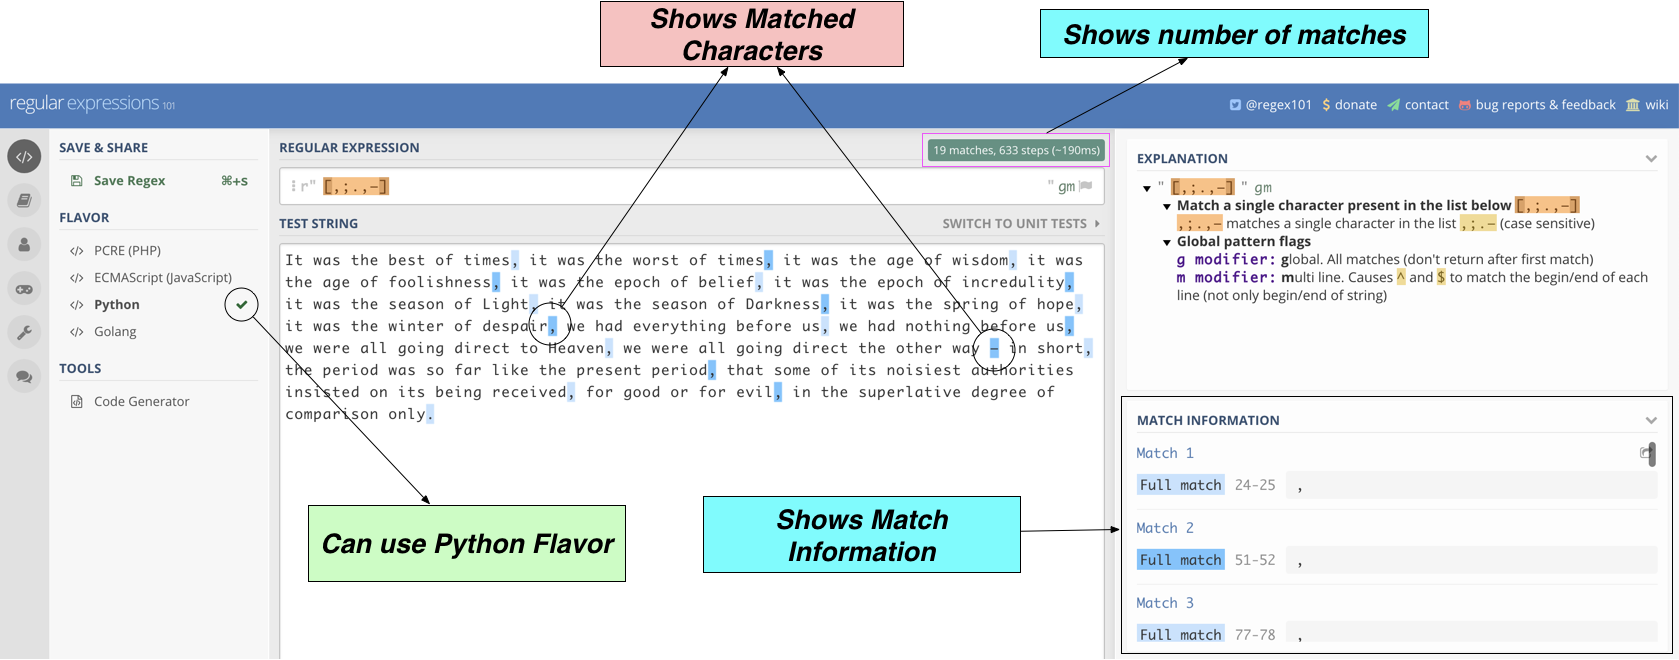 Shows Matched
Characters
Shows number of matches
regular expressions 101
@regex101 $ donate contact bug reports & feedback wiki
SAVE & SHARE
Save Regex ⌘+S
FLAVOR
</> PCRE (PHP)
</> ECMAScript (JavaScript)
</> Python
</> Golang
TOOLS
Code Generator
REGULAR EXPRESSION
19 matches, 633 steps (~190ms)
r" [,;.,–] " gm
TEST STRING
SWITCH TO UNIT TESTS
It was the best of times, it was the worst of times, it was the age of wisdom, it was
the age of foolishness, it was the epoch of belief, it was the epoch of incredulity,
it was the season of Light, it was the season of Darkness, it was the spring of hope,
it was the winter of despair, we had everything before us, we had nothing before us,
we were all going direct to Heaven, we were all going direct the other way – in short,
the period was so far like the present period, that some of its noisiest authorities
insisted on its being received, for good or for evil, in the superlative degree of
comparison only.
Can use Python Flavor
Shows Match
Information
EXPLANATION
" [,;.,–] " gm
Match a single character present in the list below [,;.,–]
,;.,– matches a single character in the list ,;.– (case sensitive)
Global pattern flags
g modifier: global. All matches (don't return after first match)
m modifier: multi line. Causes ^ and $ to match the begin/end of each
line (not only begin/end of string)
MATCH INFORMATION
Match 1
Full match 24-25 ,
Match 2
Full match 51-52 ,
Match 3
Full match 77-78 ,